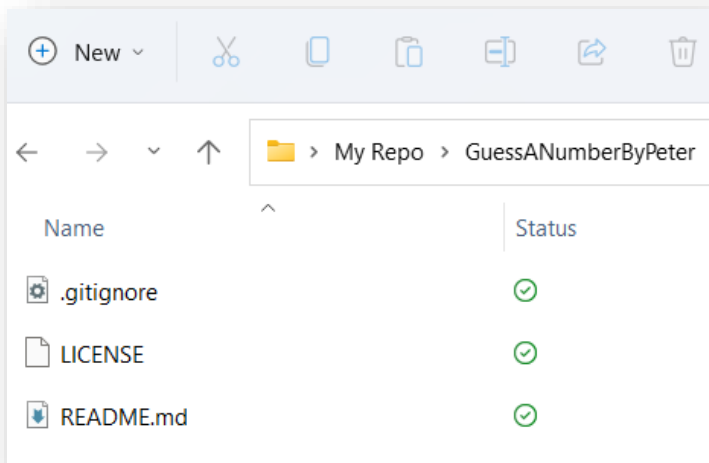 New
My Repo > GuessANumberByPeter
Name Status
.gitignore
LICENSE
README.md